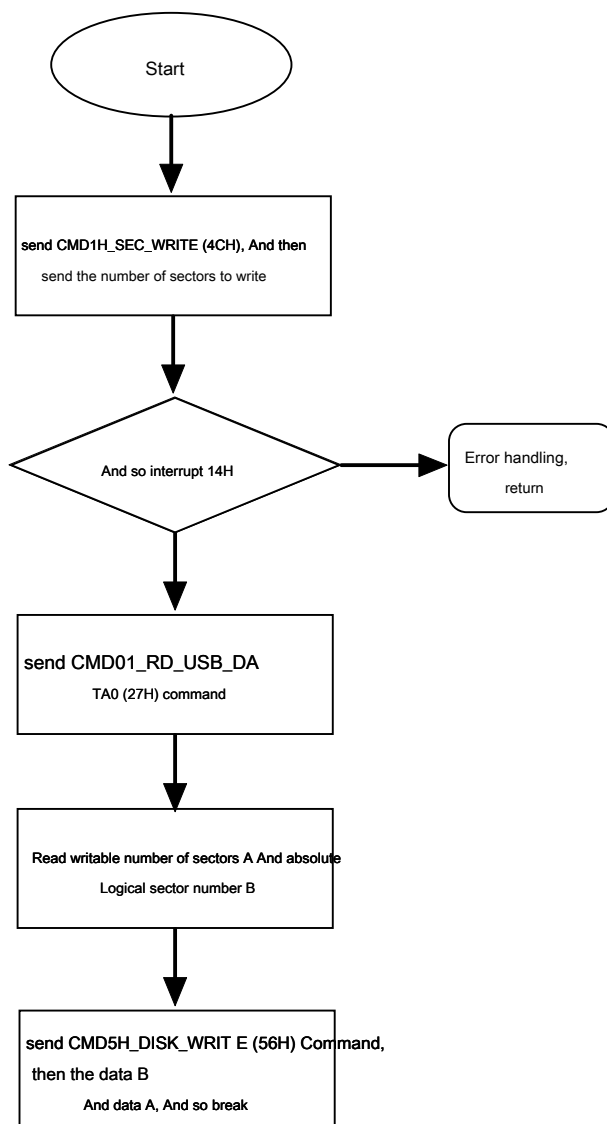 Start
send CMD1H_SEC_WRITE (4CH), And then
send the number of sectors to write
And so interrupt 14H
Error handling,
return
send CMD01_RD_USB_DA
TA0 (27H) command
Read writable number of sectors A And absolute
Logical sector number B
send CMD5H_DISK_WRIT E (56H) Command,
then the data B
And data A, And so break